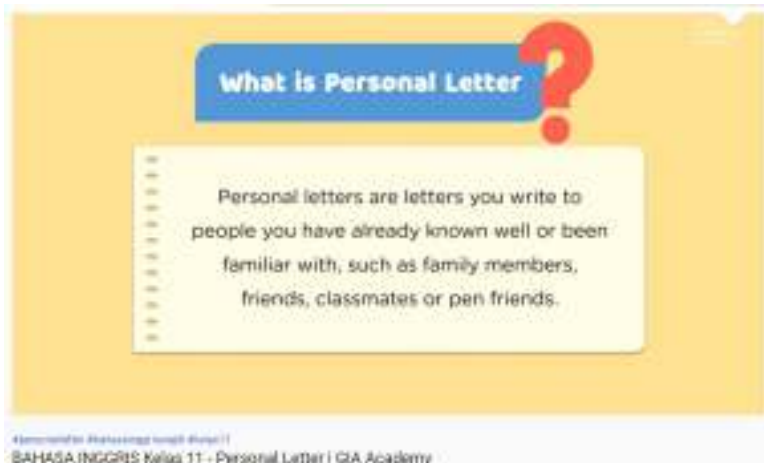 What is Personal Letter ?
Personal letters are letters you write to
people you have already known well or been
familiar with, such as family members,
friends, classmates or pen friends.
BAHASA INGGRIS Kelas 11 - Personal Letter | GIA Academy